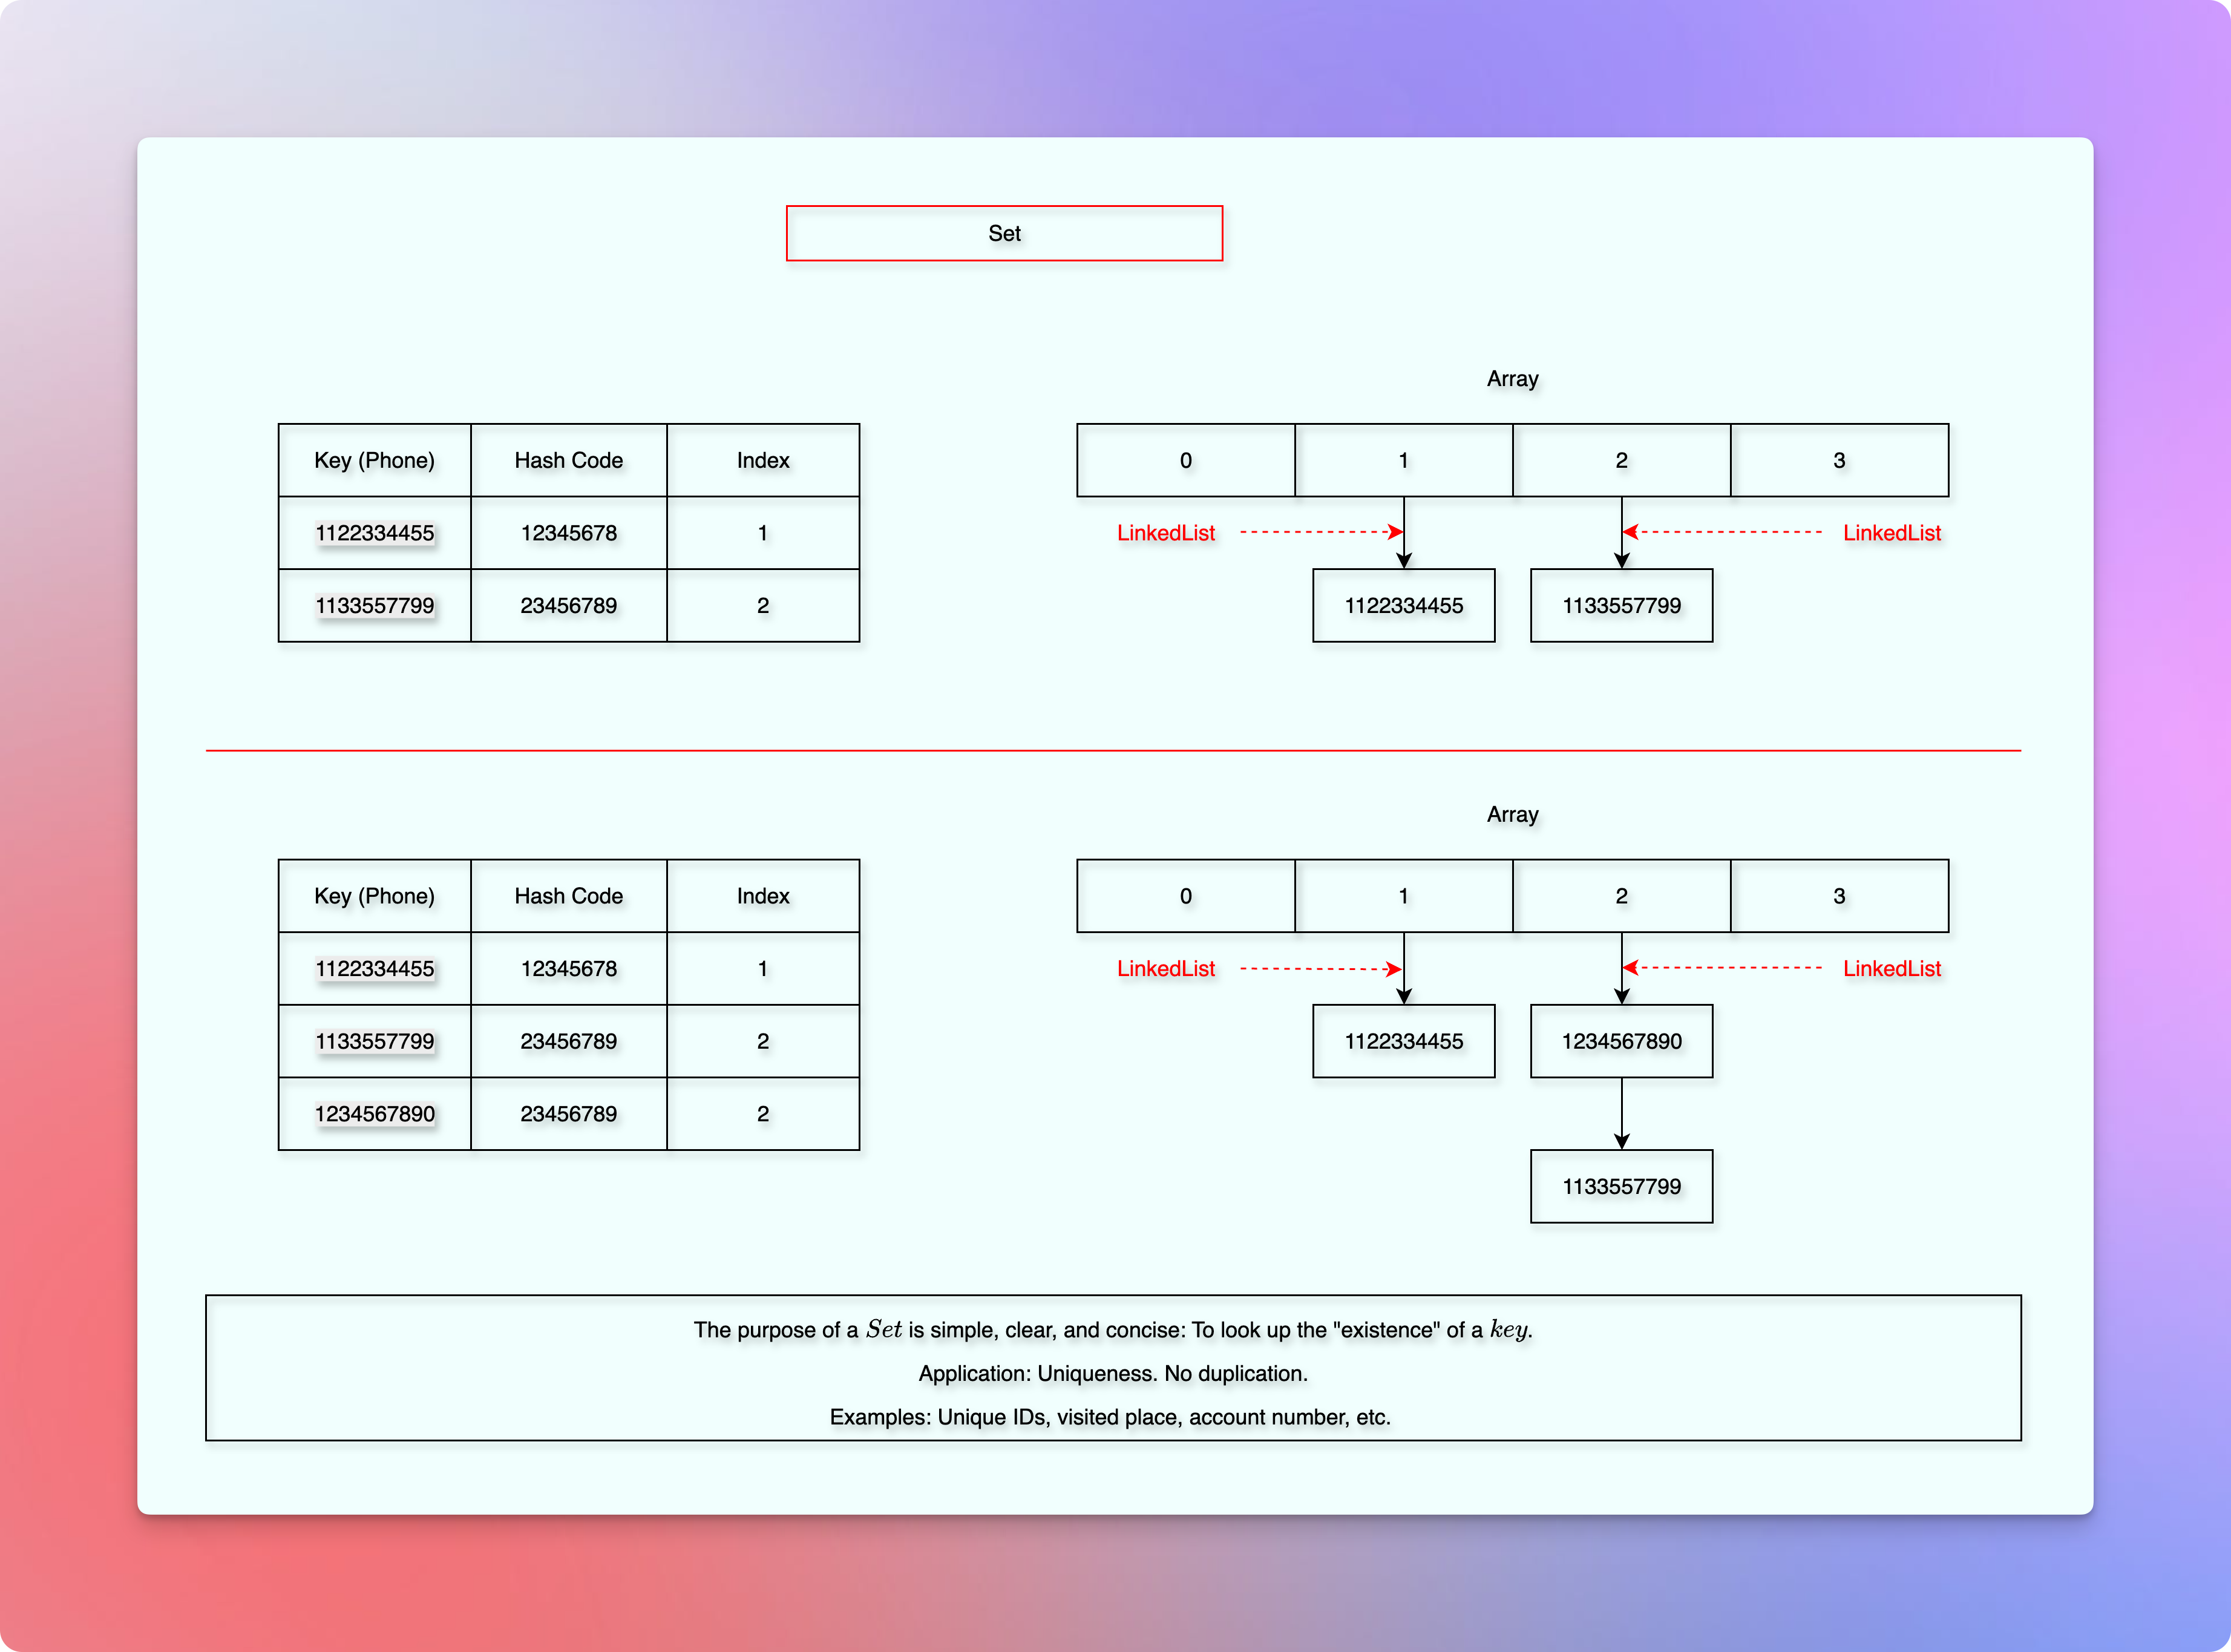 Set
Array
Key (Phone) Hash Code Index
1122334455 12345678 1
1133557799 23456789 2
0 1 2 3
LinkedList LinkedList
1122334455 1133557799
Array
Key (Phone) Hash Code Index
1122334455 12345678 1
1133557799 23456789 2
1234567890 23456789 2
0 1 2 3
LinkedList LinkedList
1122334455 1234567890
1133557799
The purpose of a Set is simple, clear, and concise: To look up the "existence" of a key.
Application: Uniqueness. No duplication.
Examples: Unique IDs, visited place, account number, etc.